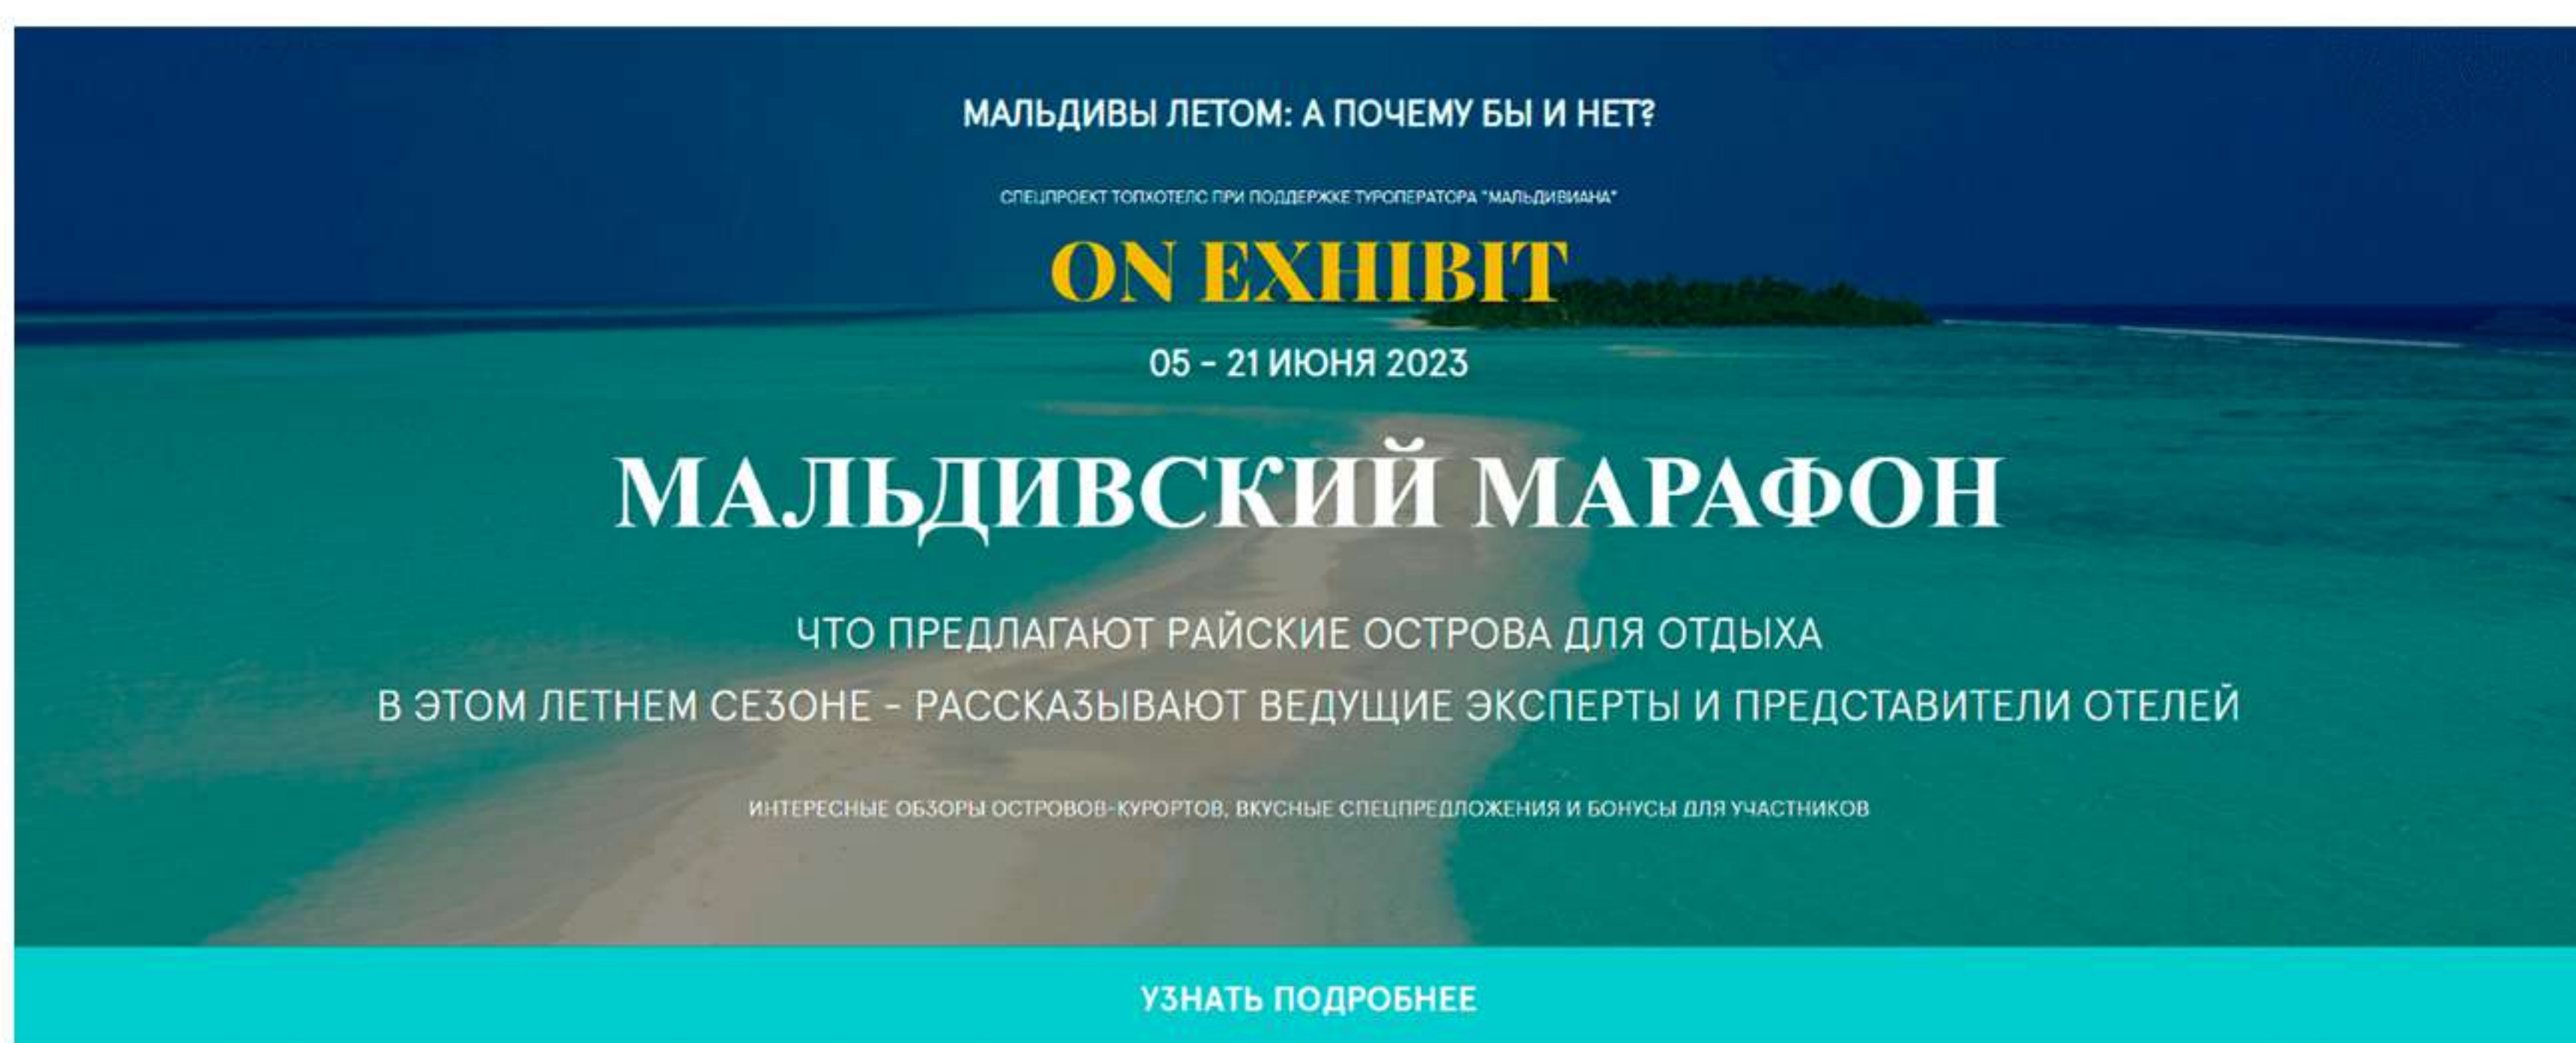 МАЛЬДИВЫ ЛЕТОМ: А ПОЧЕМУ БЫ И НЕТ?
СПЕЦПРОЕКТ ТОПХОТЕЛС ПРИ ПОДДЕРЖКЕ ТУРОПЕРАТОРА "МАЛЬДИВИАНА"
ON EXHIBIT
05 - 21 ИЮНЯ 2023
МАЛЬДИВСКИЙ МАРАФОН
ЧТО ПРЕДЛАГАЮТ РАЙСКИЕ ОСТРОВА ДЛЯ ОТДЫХА
В ЭТОМ ЛЕТНЕМ СЕЗОНЕ - РАССКАЗЫВАЮТ ВЕДУЩИЕ ЭКСПЕРТЫ И ПРЕДСТАВИТЕЛИ ОТЕЛЕЙ
ИНТЕРЕСНЫЕ ОБЗОРЫ ОСТРОВОВ-КУРОРТОВ, ВКУСНЫЕ СПЕЦПРЕДЛОЖЕНИЯ И БОНУСЫ ДЛЯ УЧАСТНИКОВ
УЗНАТЬ ПОДРОБНЕЕ